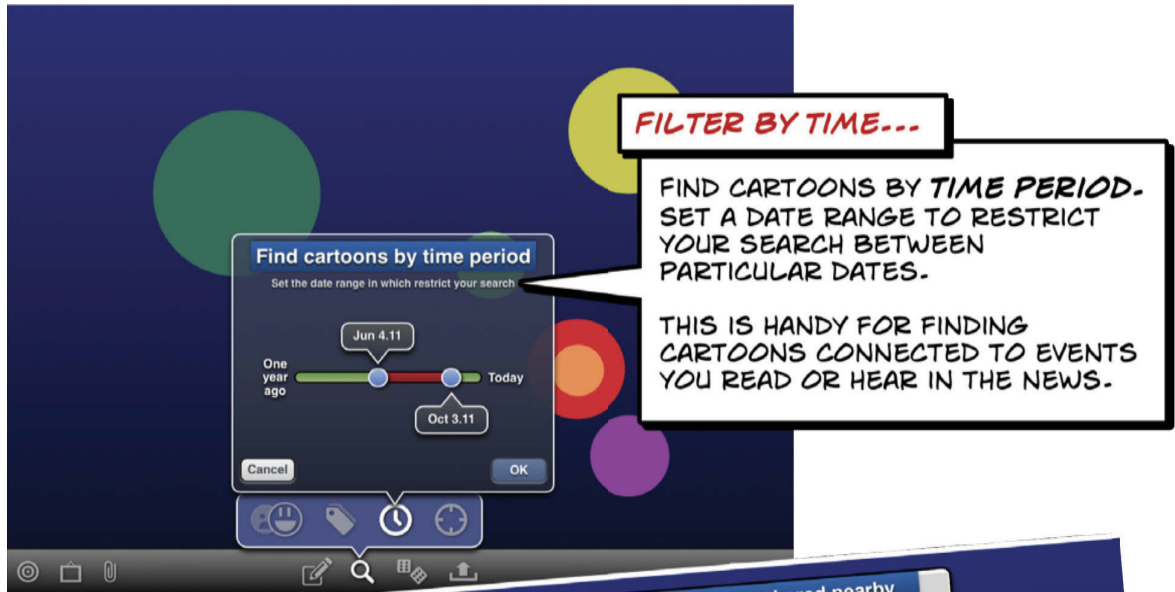 FILTER BY TIME...
FIND CARTOONS BY TIME PERIOD.
SET A DATE RANGE TO RESTRICT
YOUR SEARCH BETWEEN
PARTICULAR DATES.
THIS IS HANDY FOR FINDING
CARTOONS CONNECTED TO EVENTS
YOU READ OR HEAR IN THE NEWS.
Find cartoons by time period
Set the date range in which restrict your search
Jun 4.11
One
year
ago
Today
Oct 3.11
Cancel
OK
nearby